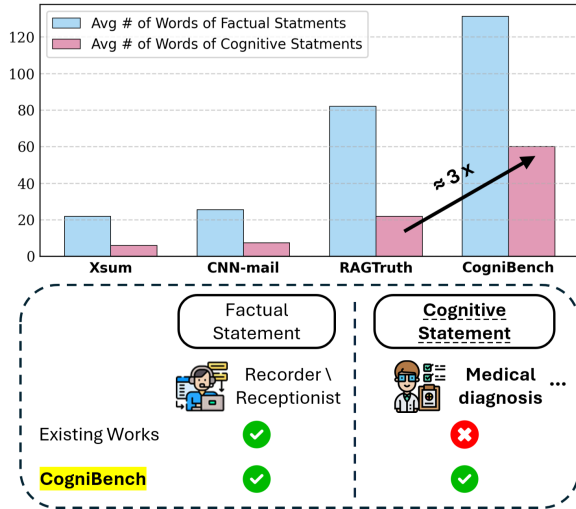 Avg # of Words of Factual Statments
Avg # of Words of Cognitive Statments
120
100
80
60
40
20
0
≈ 3 x
Xsum
CNN-mail
RAGTruth
CogniBench
Factual
Statement
Cognitive
Statement
Recorder \
Receptionist
Medical
diagnosis
...
Existing Works
CogniBench